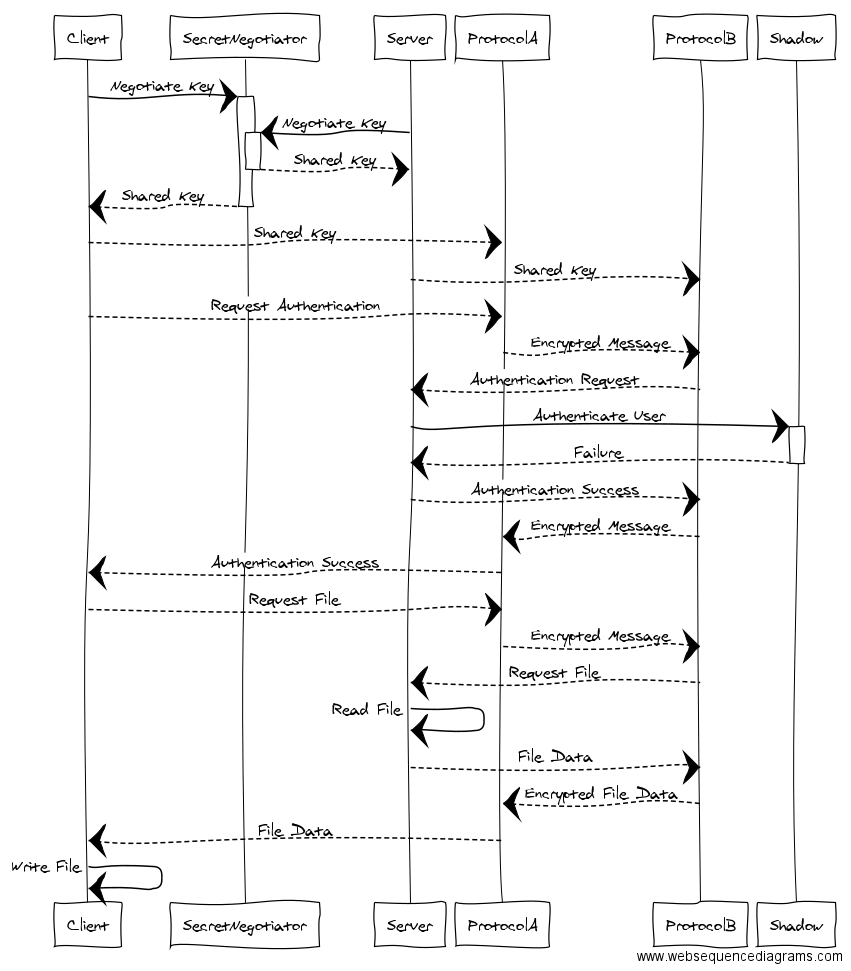 Client
SecretNegotiator
Server
ProtocolA
ProtocolB
Shadow
Negotiate Key
Negotiate Key
Shared Key
Shared Key
Shared Key
Shared Key
Request Authentication
Encrypted Message
Authentication Request
Authenticate User
Failure
Authentication Success
Encrypted Message
Authentication Success
Request File
Encrypted Message
Request File
Read File
File Data
Encrypted File Data
File Data
Write File
Client
SecretNegotiator
Server
ProtocolA
ProtocolB
Shadow
www.websequencediagrams.com